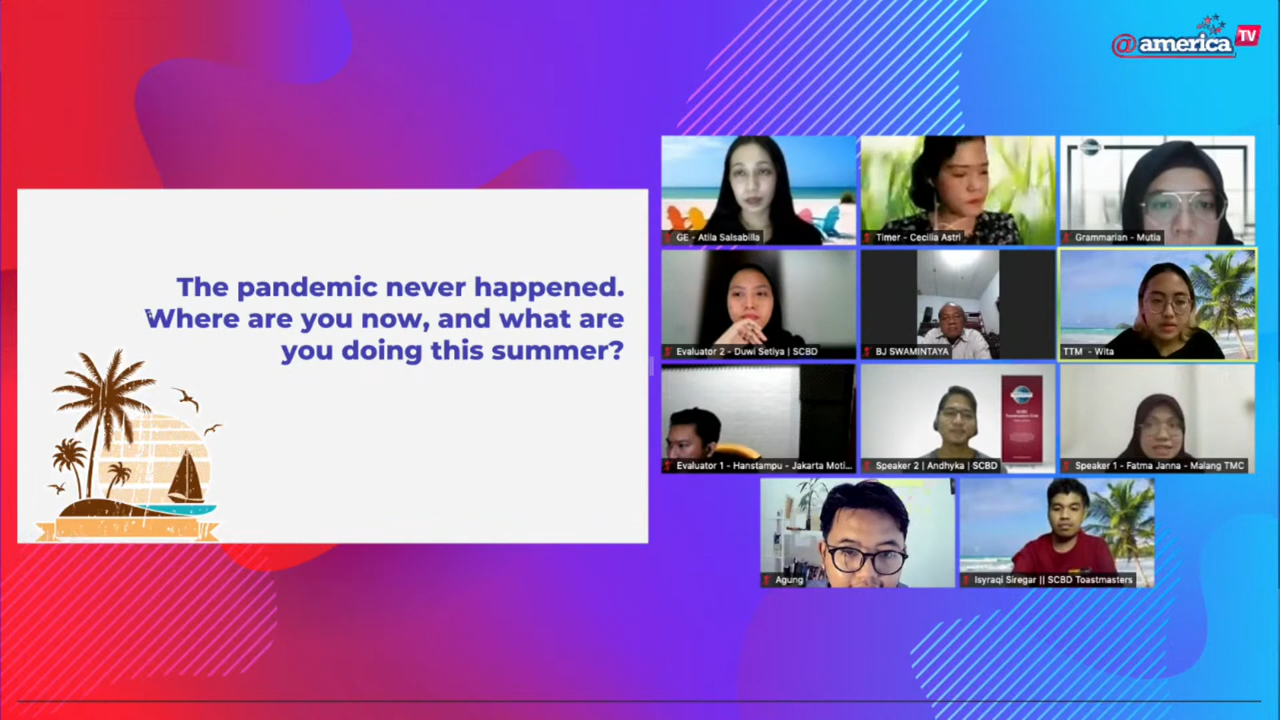 @america TV
The pandemic never happened.
Where are you now, and what are
you doing this summer?
GE - Atila Salsabilla
Timer - Cecilia Astri
Grammarian - Mutia
Evaluator 2 - Duwi Setiya | SCBD
BJ SWAMINTAYA
TTM - Wita
Evaluator 1 - Hanstampu - Jakarta Moti...
Speaker 2 | Andhyka | SCBD
Speaker 1 - Fatma Janna - Malang TMC
Agung
Isyraqi Siregar || SCBD Toastmasters